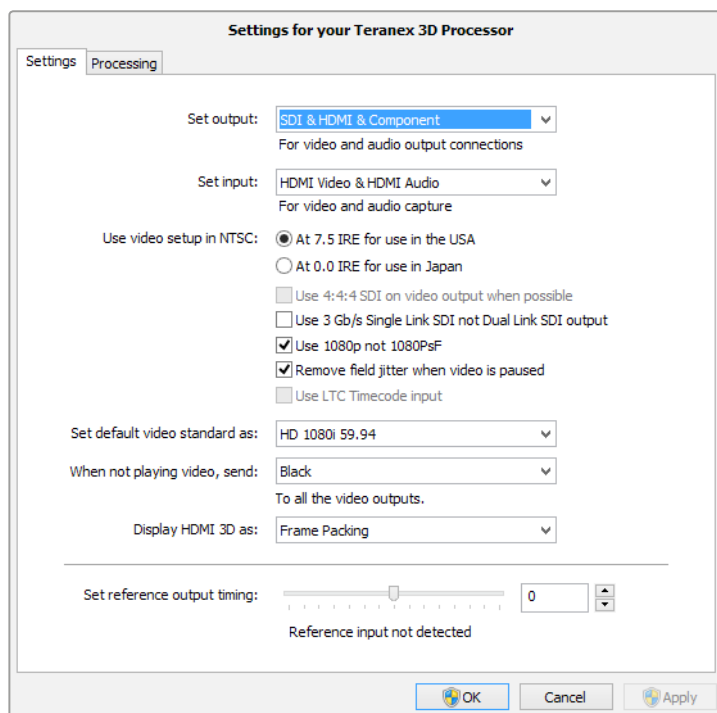 Settings for your Teranex 3D Processor
Settings Processing
Set output: SDI & HDMI & Component
For video and audio output connections
Set input: HDMI Video & HDMI Audio
For video and audio capture
Use video setup in NTSC: At 7.5 IRE for use in the USA
At 0.0 IRE for use in Japan
Use 4:4:4 SDI on video output when possible
Use 3 Gb/s Single Link SDI not Dual Link SDI output
Use 1080p not 1080PsF
Remove field jitter when video is paused
Use LTC Timecode input
Set default video standard as: HD 1080i 59.94
When not playing video, send: Black
To all the video outputs.
Display HDMI 3D as: Frame Packing
Set reference output timing: 0
Reference input not detected
OK Cancel Apply